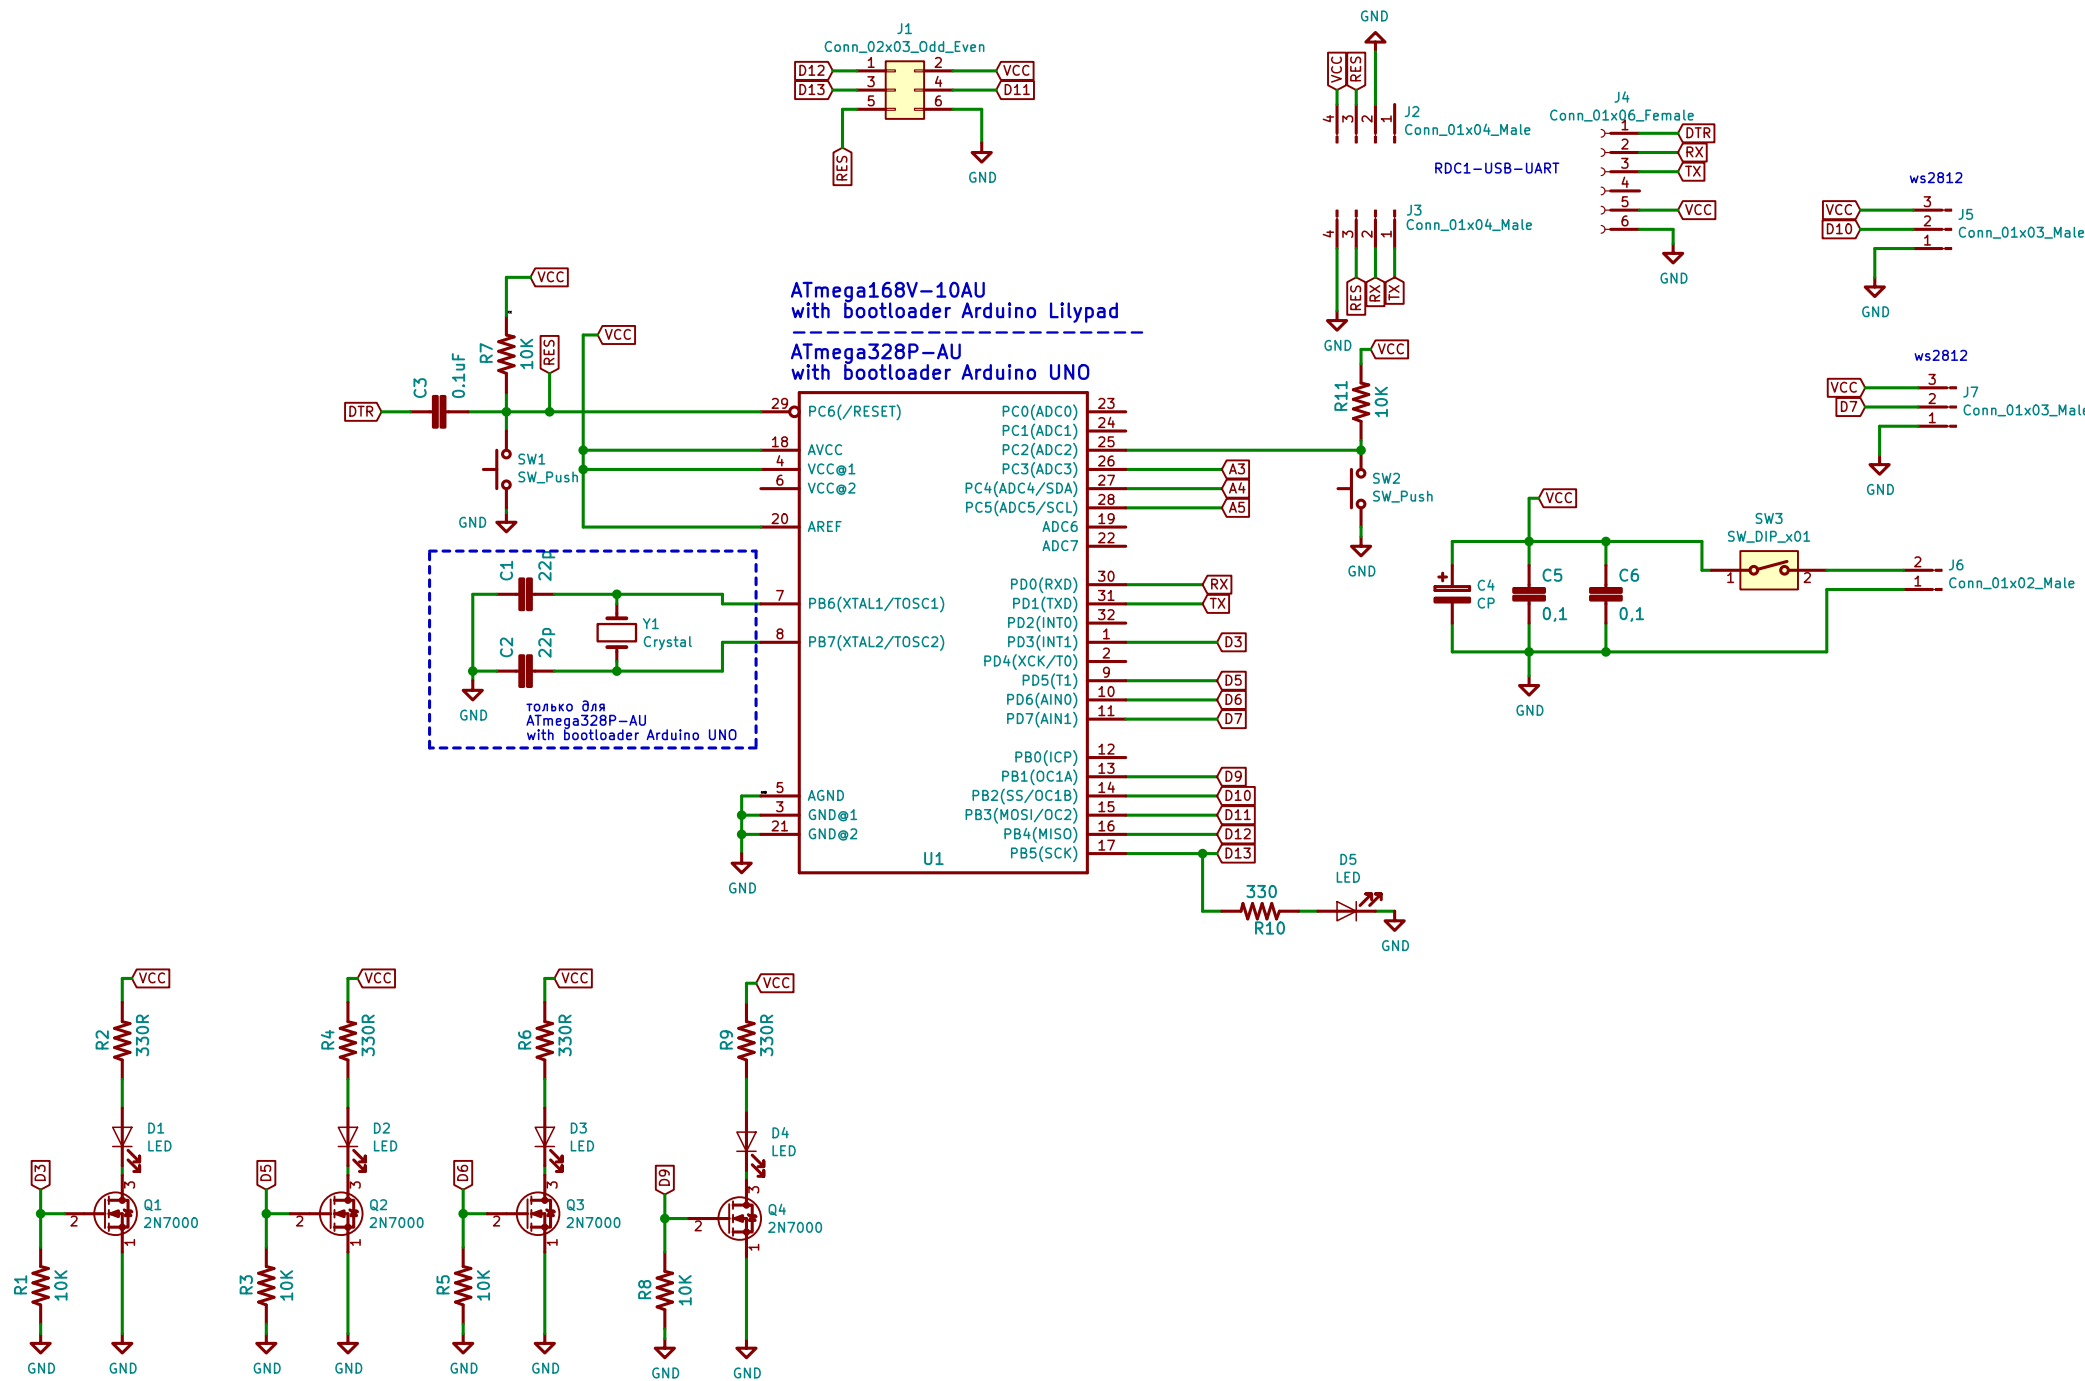 J1
Conn_02x03_Odd_Even
D12
1
2
VCC
D13
3
4
D11
5
6
RES
GND
GND
VCC
RES
4
3
2
1
J2
Conn_01x04_Male
RDC1-USB-UART
J3
Conn_01x04_Male
4
3
2
1
RES
RX
TX
GND
J4
Conn_01x06_Female
1
DTR
2
RX
3
TX
4
5
VCC
6
GND
ws2812
VCC
3
J5
D10
2
Conn_01x03_Male
1
GND
ws2812
VCC
3
J7
D7
2
Conn_01x03_Male
1
GND
ATmega168V-10AU
with bootloader Arduino Lilypad
ATmega328P-AU
with bootloader Arduino UNO
VCC
R7
10K
RES
VCC
C3
0.1uF
DTR
SW1
SW_Push
GND
29
PC6(/RESET)
18
AVCC
4
VCC@1
6
VCC@2
20
AREF
7
PB6(XTAL1/TOSC1)
8
PB7(XTAL2/TOSC2)
5
AGND
3
GND@1
21
GND@2
GND
U1
C1
22p
C2
22p
Y1
Crystal
GND
только для
ATmega328P-AU
with bootloader Arduino UNO
PC0(ADC0)
23
PC1(ADC1)
24
PC2(ADC2)
25
PC3(ADC3)
26
A3
PC4(ADC4/SDA)
27
A4
PC5(ADC5/SCL)
28
A5
ADC6
19
ADC7
22
PD0(RXD)
30
RX
PD1(TXD)
31
TX
PD2(INT0)
32
PD3(INT1)
1
D3
PD4(XCK/T0)
2
PD5(T1)
9
D5
PD6(AIN0)
10
D6
PD7(AIN1)
11
D7
PB0(ICP)
12
PB1(OC1A)
13
D9
PB2(SS/OC1B)
14
D10
PB3(MOSI/OC2)
15
D11
PB4(MISO)
16
D12
PB5(SCK)
17
D13
VCC
R11
10K
SW2
SW_Push
GND
330
R10
D5
LED
GND
VCC
SW3
SW_DIP_x01
1
2
C4
CP
C5
0,1
C6
0,1
2
J6
1
Conn_01x02_Male
GND
VCC
R2
330R
D1
LED
D3
3
2
Q1
2N7000
1
R1
10K
GND
GND
VCC
R4
330R
D2
LED
D5
3
2
Q2
2N7000
1
R3
10K
GND
GND
VCC
R6
330R
D3
LED
D6
3
2
Q3
2N7000
1
R5
10K
GND
GND
VCC
R9
330R
D4
LED
D9
3
2
Q4
2N7000
1
R8
10K
GND
GND